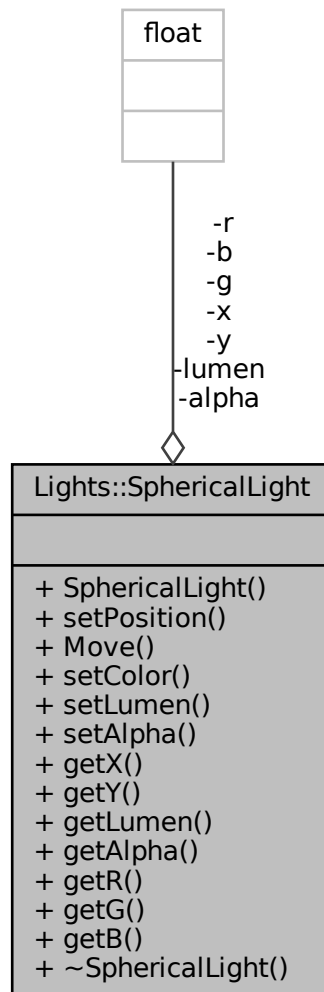 float
-r
-b
-g
-x
-y
-lumen
-alpha
Lights::SphericalLight
+ SphericalLight()
+ setPosition()
+ Move()
+ setColor()
+ setLumen()
+ setAlpha()
+ getX()
+ getY()
+ getLumen()
+ getAlpha()
+ getR()
+ getG()
+ getB()
+ ~SphericalLight()